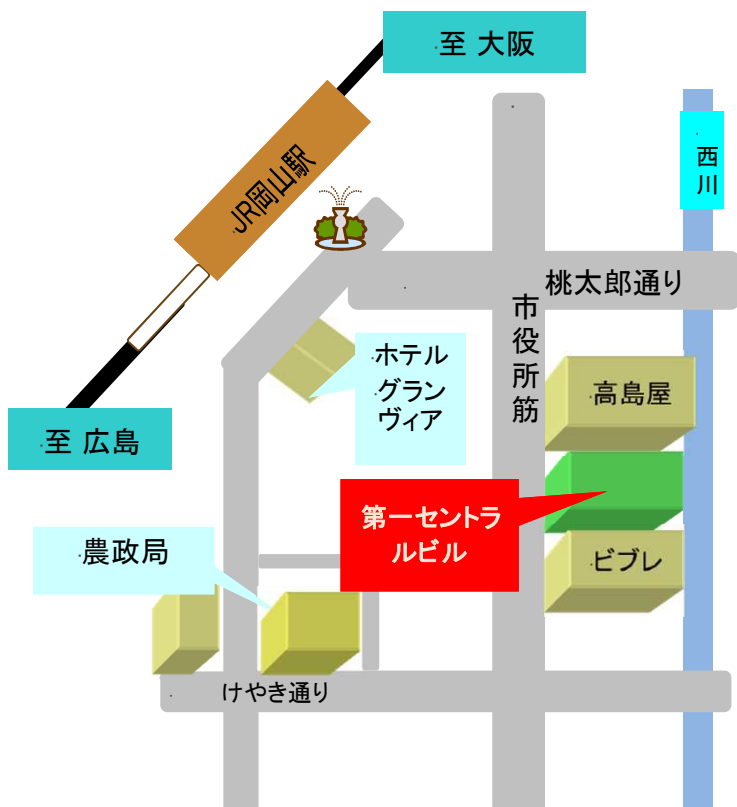 至 大阪
西
川
JR岡山駅
桃太郎通り
市
役
所
筋
ホテル
グラン
ヴィア
高島屋
至 広島
第一セントラ
ルビル
農政局
ビブレ
けやき通り